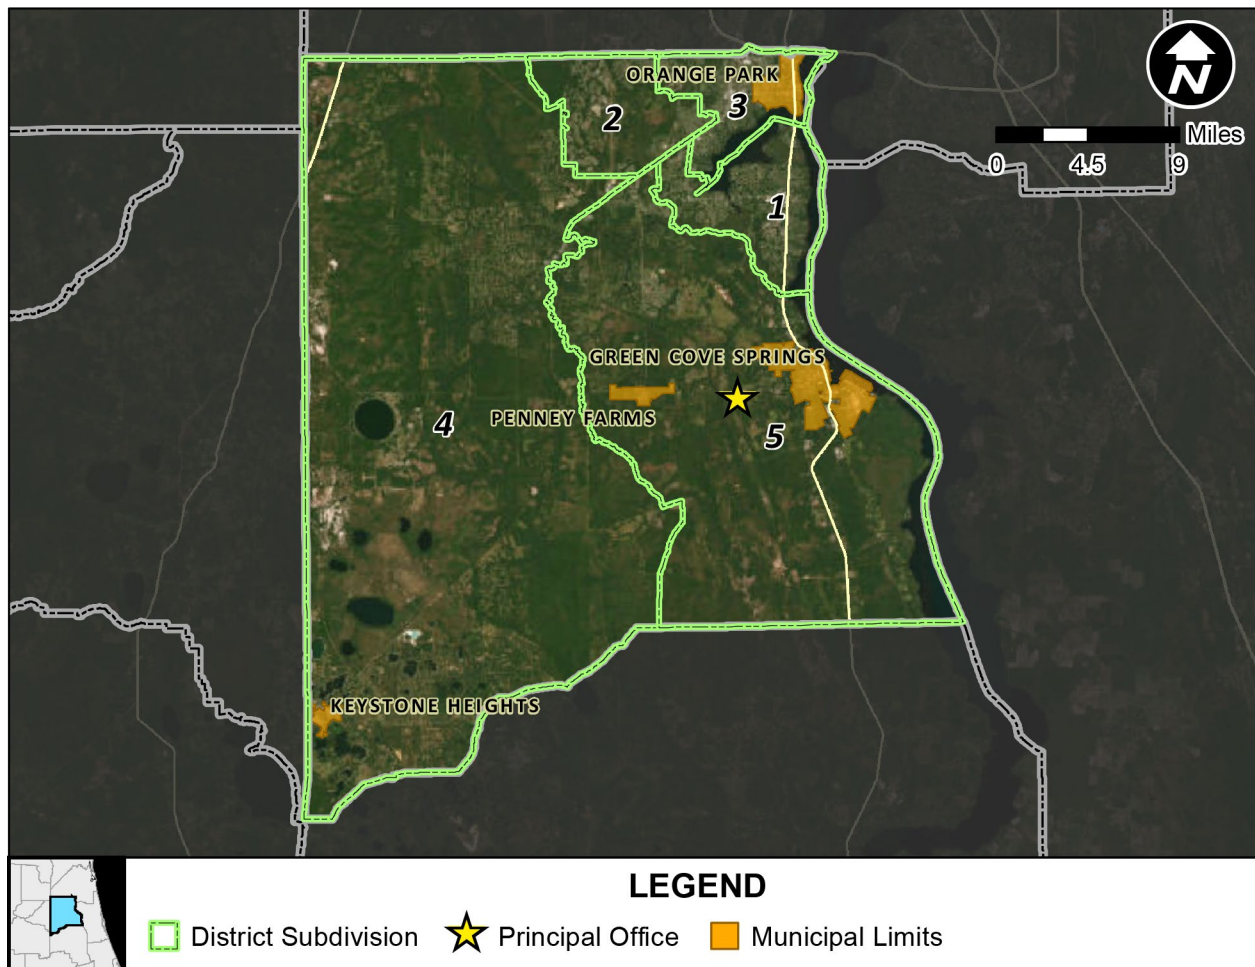 ORANGE PARK
3
2
N
Miles
0 4.5 9
1
GREEN COVE SPRINGS
4
PENNEY FARMS
5
KEYSTONE HEIGHTS
LEGEND
District Subdivision Principal Office Municipal Limits